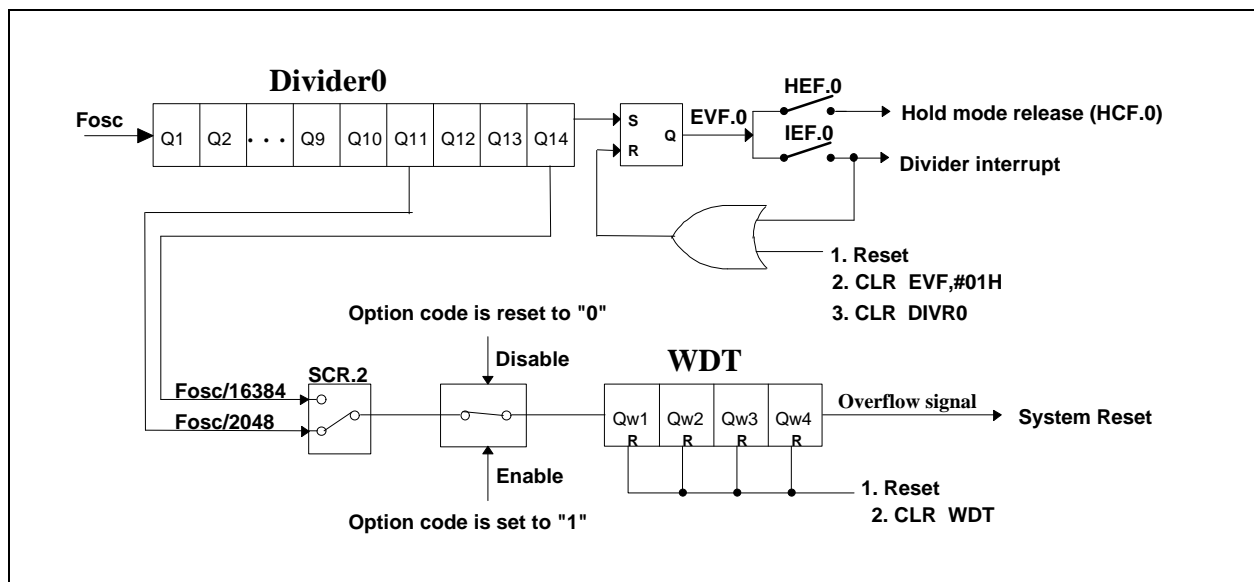 Divider0
Fosc
Q1 Q2 . . . Q9 Q10 Q11 Q12 Q13 Q14
S
R
Q
EVF.0
HEF.0
IEF.0
Hold mode release (HCF.0)
Divider interrupt
1. Reset
2. CLR EVF,#01H
3. CLR DIVR0
Option code is reset to "0"
Disable
SCR.2
Fosc/16384
Fosc/2048
Enable
Option code is set to "1"
WDT
Qw1 Qw2 Qw3 Qw4
R R R R
Overflow signal
System Reset
1. Reset
2. CLR WDT